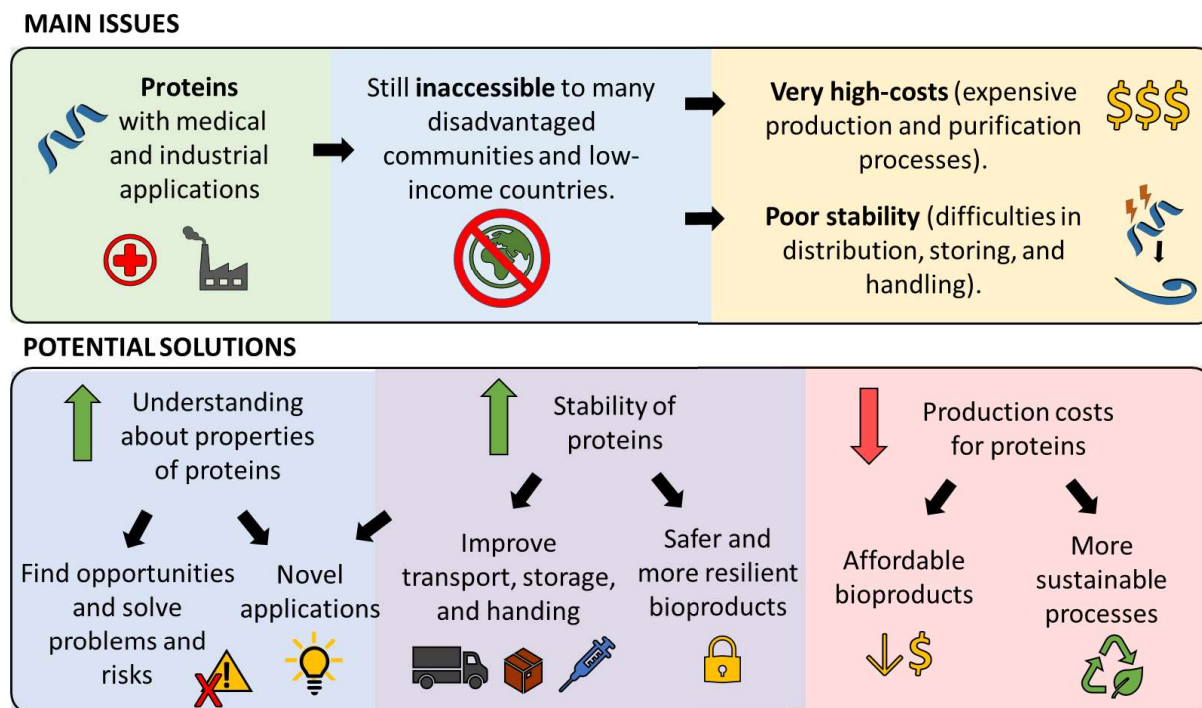 MAIN ISSUES
Proteins
with medical
and industrial
applications
Still inaccessible to many
disadvantaged
communities and low-
income countries.
Very high-costs (expensive
production and purification
processes).
$$$
Poor stability (difficulties in
distribution, storing, and
handling).
POTENTIAL SOLUTIONS
Understanding
about properties
of proteins
Find opportunities
and solve
problems and
risks
Novel
applications
Stability of
proteins
Improve
transport, storage,
and handing
Safer and
more resilient
bioproducts
Production costs
for proteins
Affordable
bioproducts
$
More
sustainable
processes